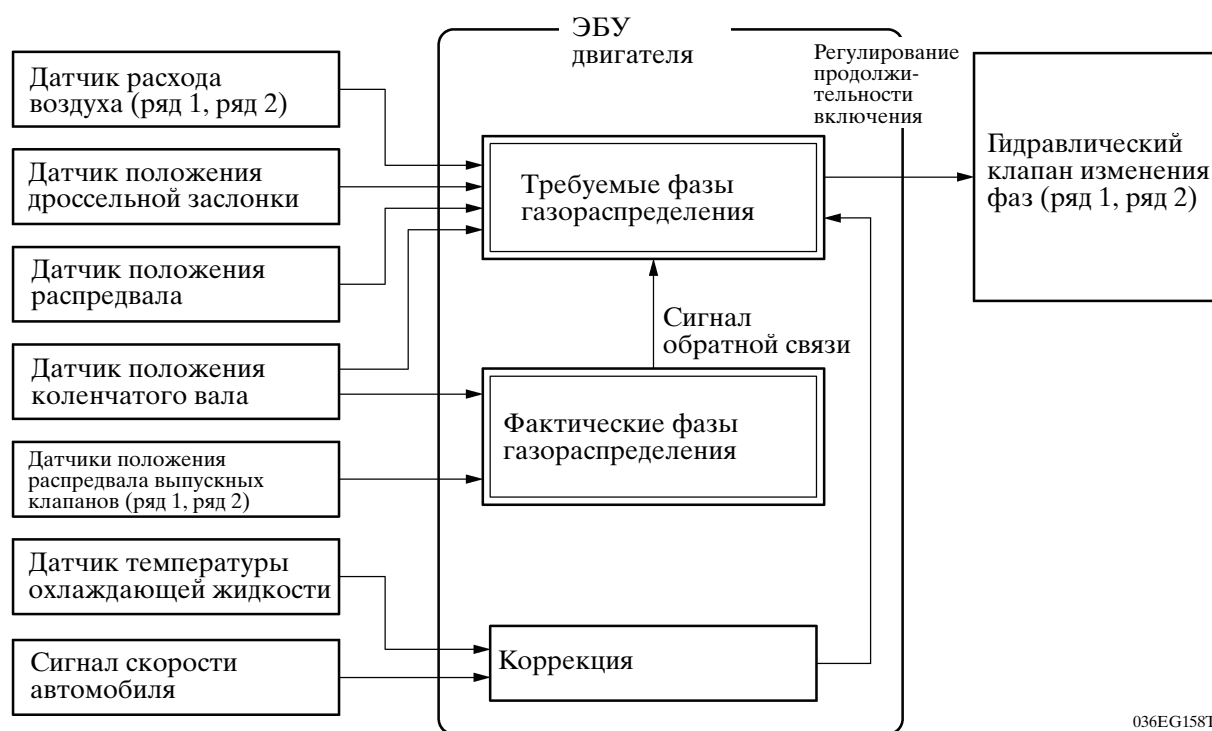 ЭБУ
двигателя
Датчик расхода
воздуха (ряд 1, ряд 2)
Датчик положения
дроссельной заслонки
Датчик положения
распредвала
Датчик положения
коленчатого вала
Датчики положения
распредвала выпускных
клапанов (ряд 1, ряд 2)
Датчик температуры
охлаждающей жидкости
Сигнал скорости
автомобиля
Требуемые фазы
газораспределения
Сигнал
обратной связи
Фактические фазы
газораспределения
Коррекция
Регулирование
продолжи-
тельности
включения
Гидравлический
клапан изменения
фаз (ряд 1, ряд 2)
036EG158T